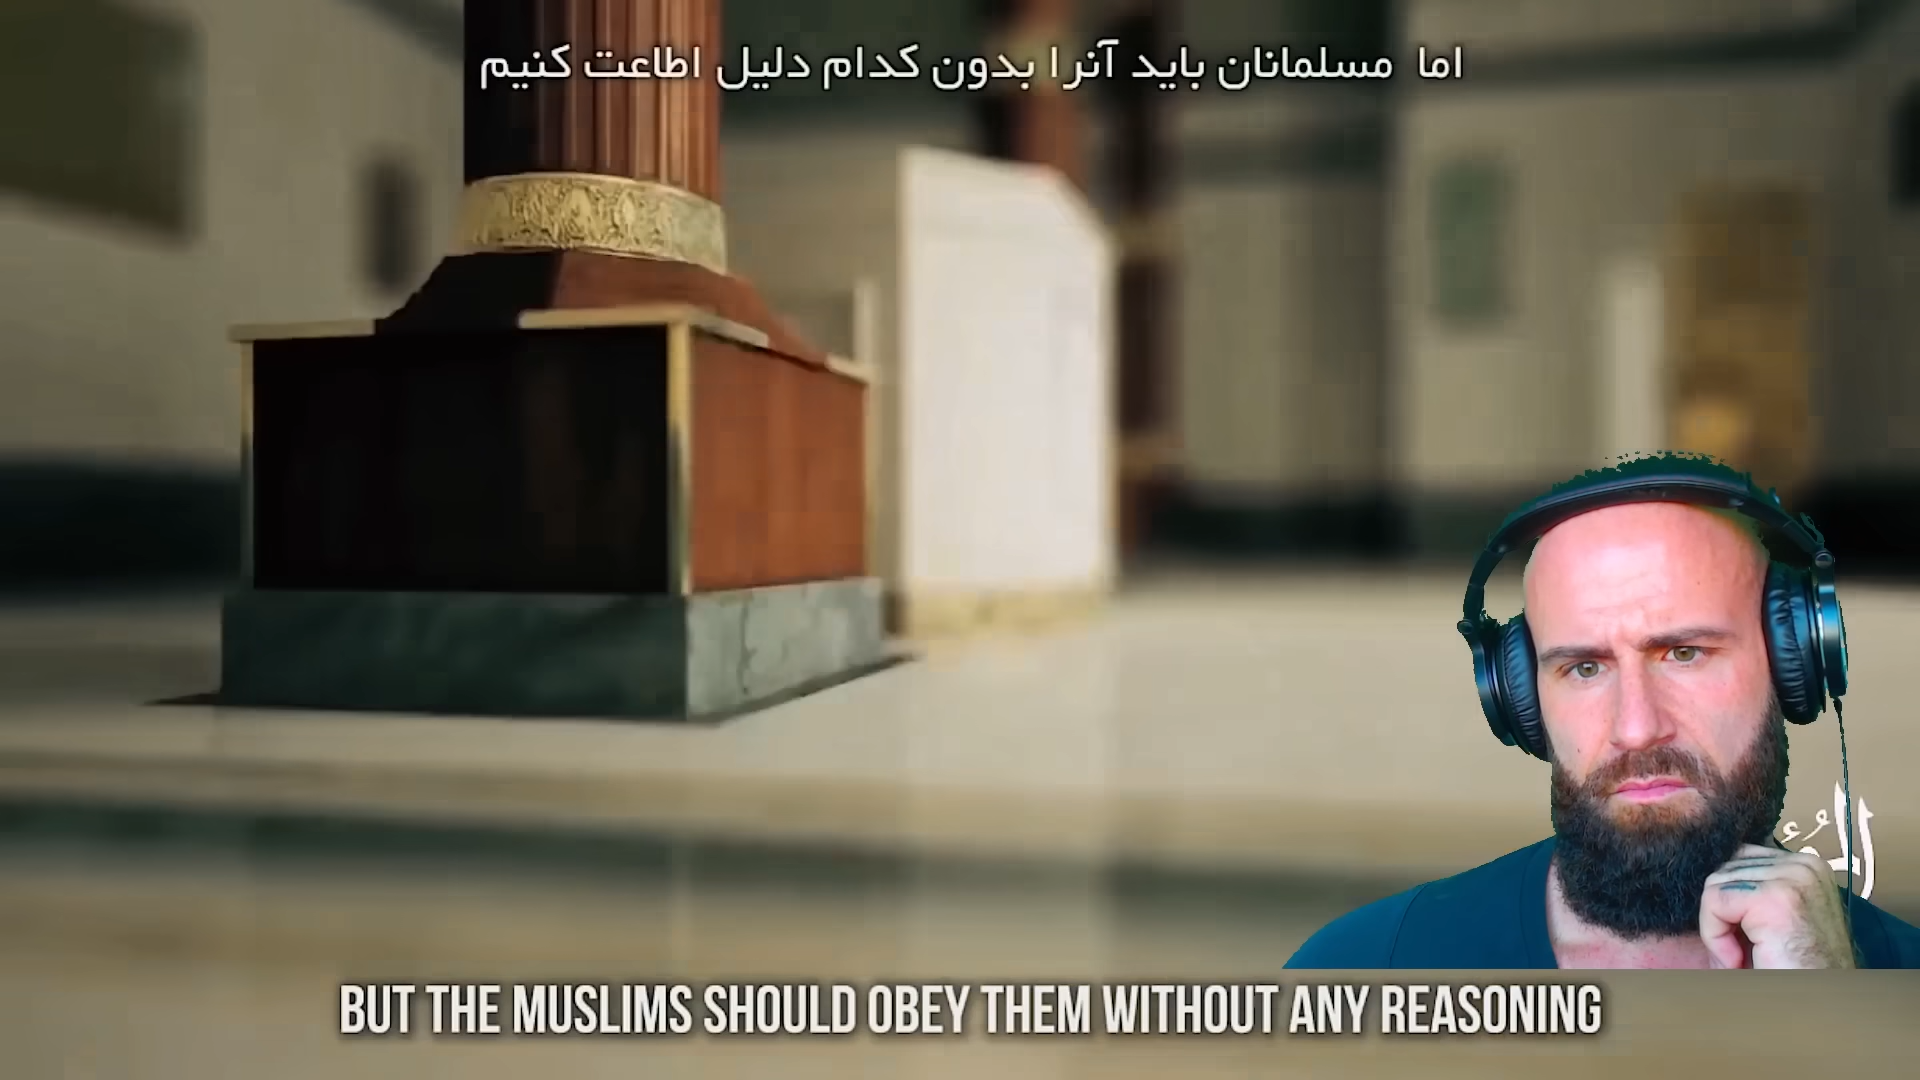 اما مسلمانان باید آنرا بدون کدام دلیل اطاعت کنیم
BUT THE MUSLIMS SHOULD OBEY THEM WITHOUT ANY REASONING